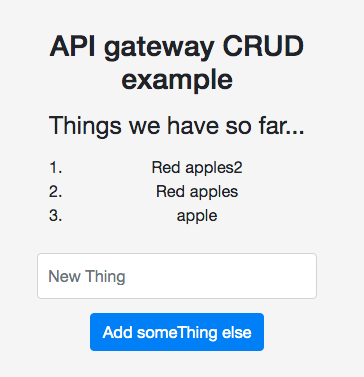 API gateway CRUD
example
Things we have so far...
1. Red apples2
2. Red apples
3. apple
New Thing
Add someThing else